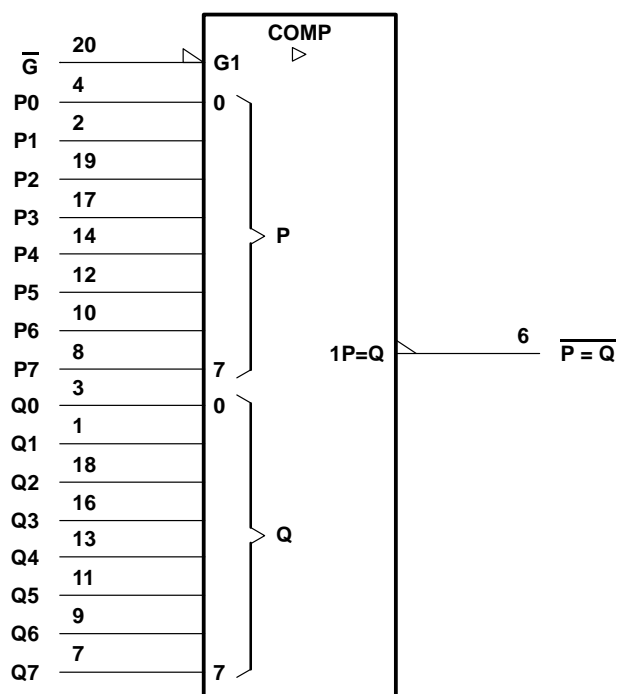 COMP
G̅ 20 G1
P0 4 0
P1 2
P2 19
P3 17
P4 14
P5 12
P6 10
P7 8 7
P
Q0 3 0
Q1 1
Q2 18
Q3 16
Q4 13
Q5 11
Q6 9
Q7 7 7
Q
1P=Q 6 P̅ ̅=̅ ̅Q̅